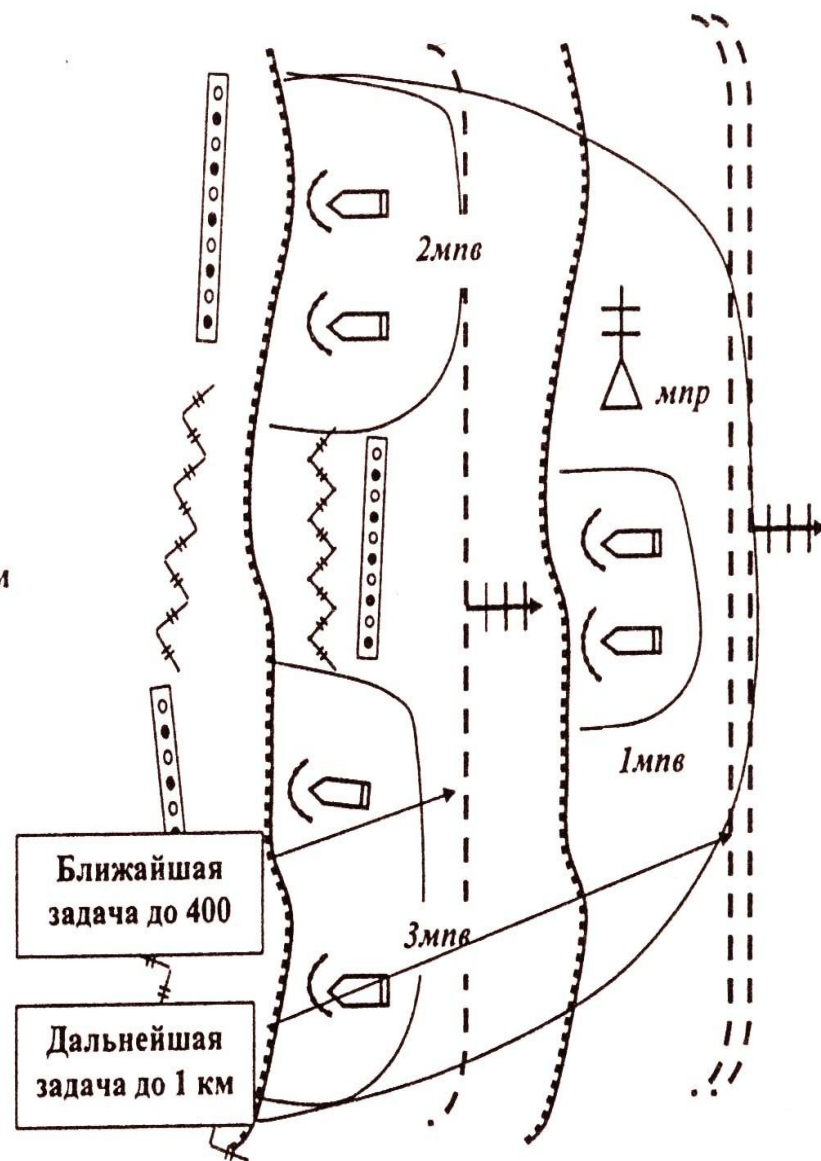 2мпв
мпр
м
1мпв
Ближайшая
задача до 400
3мпв
Дальнейшая
задача до 1 км